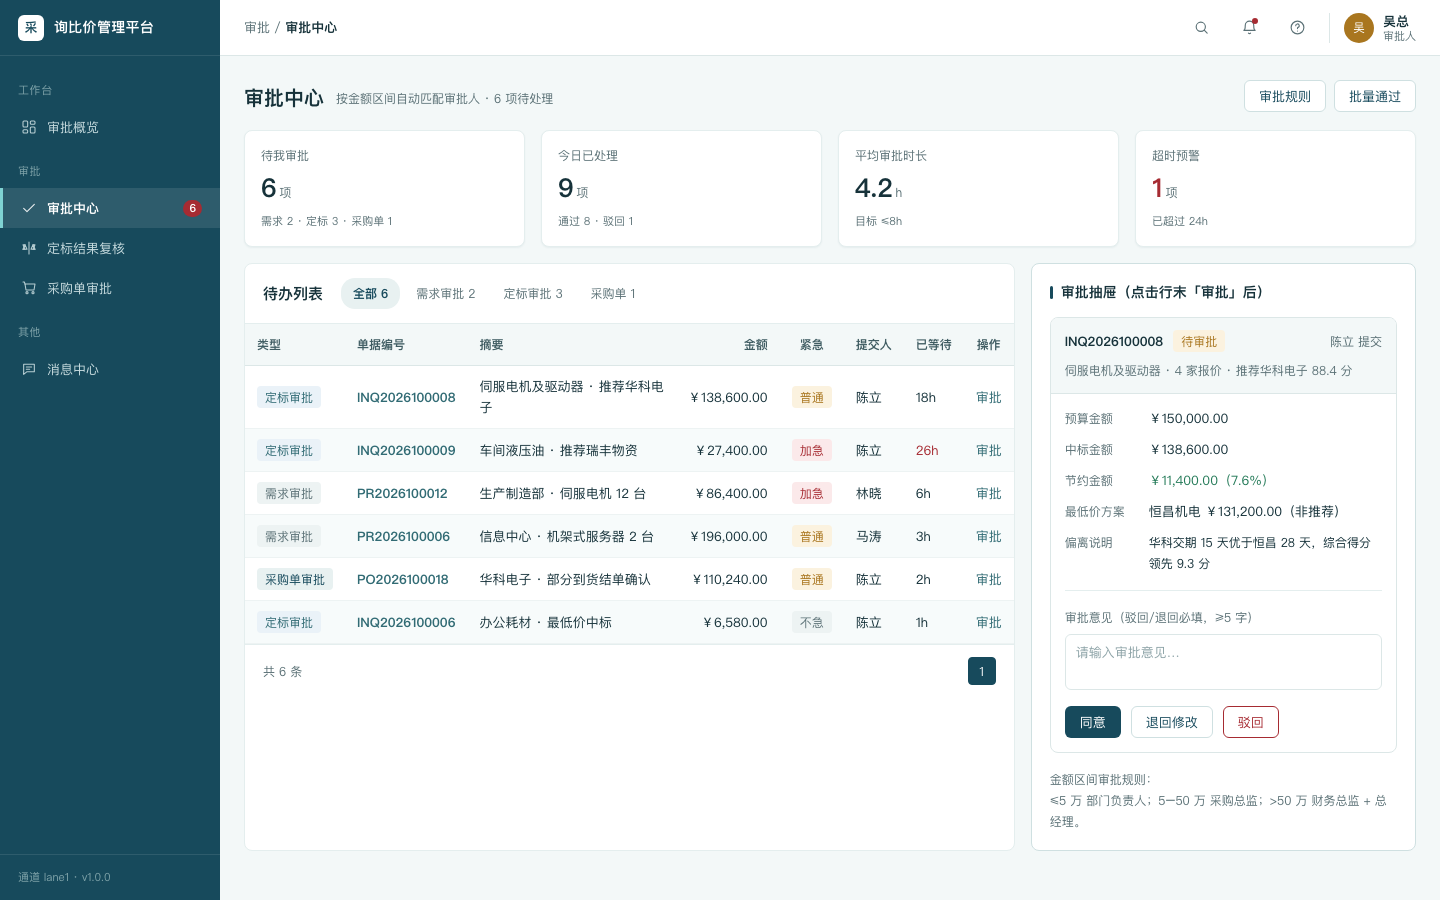 采 询比价管理平台
工作台
审批概览
审批
审批中心 6
定标结果复核
采购单审批
其他
消息中心
通道 lane1 · v1.0.0
审批 / 审批中心
吴 吴总
审批人
审批中心 按金额区间自动匹配审批人 · 6 项待处理
审批规则 批量通过
待我审批
6 项
需求 2 · 定标 3 · 采购单 1
今日已处理
9 项
通过 8 · 驳回 1
平均审批时长
4.2 h
目标 ≤8h
超时预警
1 项
已超过 24h
待办列表 全部 6 需求审批 2 定标审批 3 采购单 1
类型 单据编号 摘要 金额 紧急 提交人 已等待 操作
定标审批 INQ2026100008 伺服电机及驱动器 · 推荐华科电子 ¥138,600.00 普通 陈立 18h 审批
定标审批 INQ2026100009 车间液压油 · 推荐瑞丰物资 ¥27,400.00 加急 陈立 26h 审批
需求审批 PR2026100012 生产制造部 · 伺服电机 12 台 ¥86,400.00 加急 林晓 6h 审批
需求审批 PR2026100006 信息中心 · 机架式服务器 2 台 ¥196,000.00 普通 马涛 3h 审批
采购单审批 PO2026100018 华科电子 · 部分到货结单确认 ¥110,240.00 普通 陈立 2h 审批
定标审批 INQ2026100006 办公耗材 · 最低价中标 ¥6,580.00 不急 陈立 1h 审批
共 6 条 1
审批抽屉（点击行末「审批」后）
INQ2026100008 待审批 陈立 提交
伺服电机及驱动器 · 4 家报价 · 推荐华科电子 88.4 分
预算金额 ¥150,000.00
中标金额 ¥138,600.00
节约金额 ¥11,400.00（7.6%）
最低价方案 恒昌机电 ¥131,200.00（非推荐）
偏离说明 华科交期 15 天优于恒昌 28 天，综合得分
领先 9.3 分
审批意见（驳回/退回必填，≥5 字）
请输入审批意见…
同意 退回修改 驳回
金额区间审批规则：
≤5 万 部门负责人；5—50 万 采购总监；>50 万 财务总监 + 总
经理。